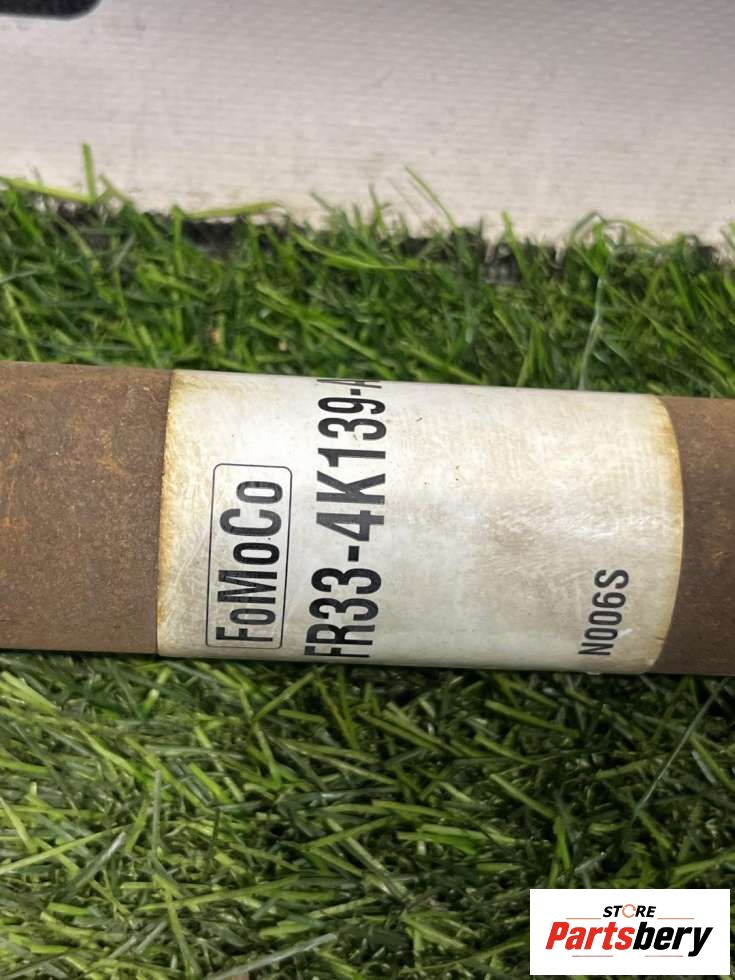 FoMoCo
FR33-4K139-A
N006S
STORE
Partsbery